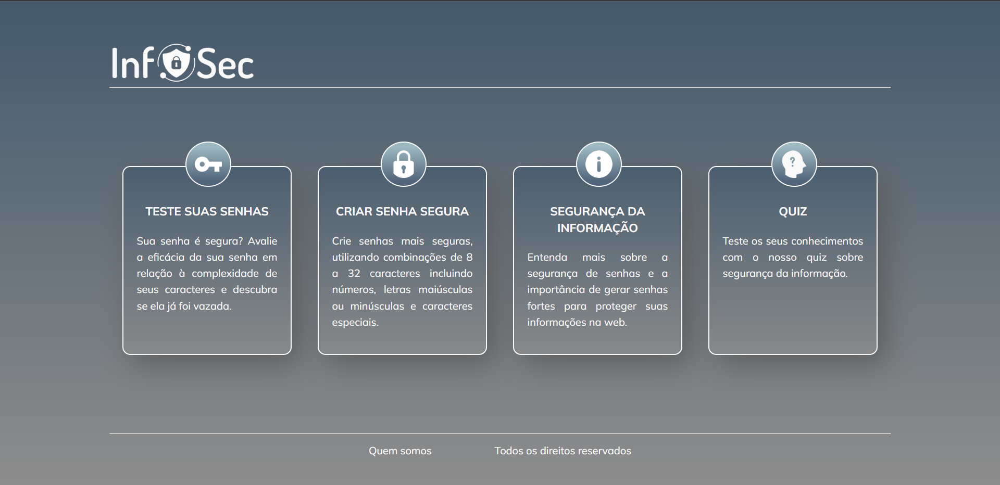 InfoSec
TESTE SUAS SENHAS
Sua senha é segura? Avalie
a eficácia da sua senha em
relação à complexidade de
seus caracteres e descubra
se ela já foi vazada.
CRIAR SENHA SEGURA
Crie senhas mais seguras,
utilizando combinações de 8
a 32 caracteres incluindo
números, letras maiúsculas
ou minúsculas e caracteres
especiais.
SEGURANÇA DA
INFORMAÇÃO
Entenda mais sobre a
segurança de senhas e a
importância de gerar senhas
fortes para proteger suas
informações na web.
?
QUIZ
Teste os seus conhecimentos
com o nosso quiz sobre
segurança da informação.
Quem somos
Todos os direitos reservados